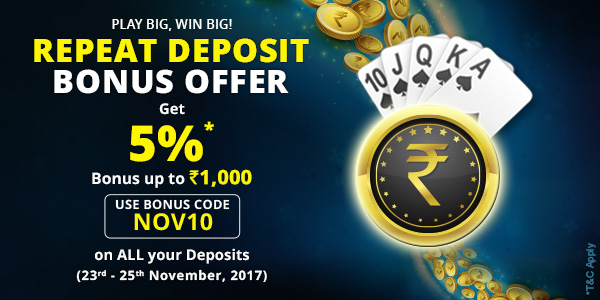 PLAY BIG, WIN BIG!
REPEAT DEPOSIT
BONUS OFFER
Get
5%*
Bonus up to ₹1,000
USE BONUS CODE
NOV10
on ALL your Deposits
(23rd - 25th November, 2017)
10 J Q K A
₹
*T&C Apply